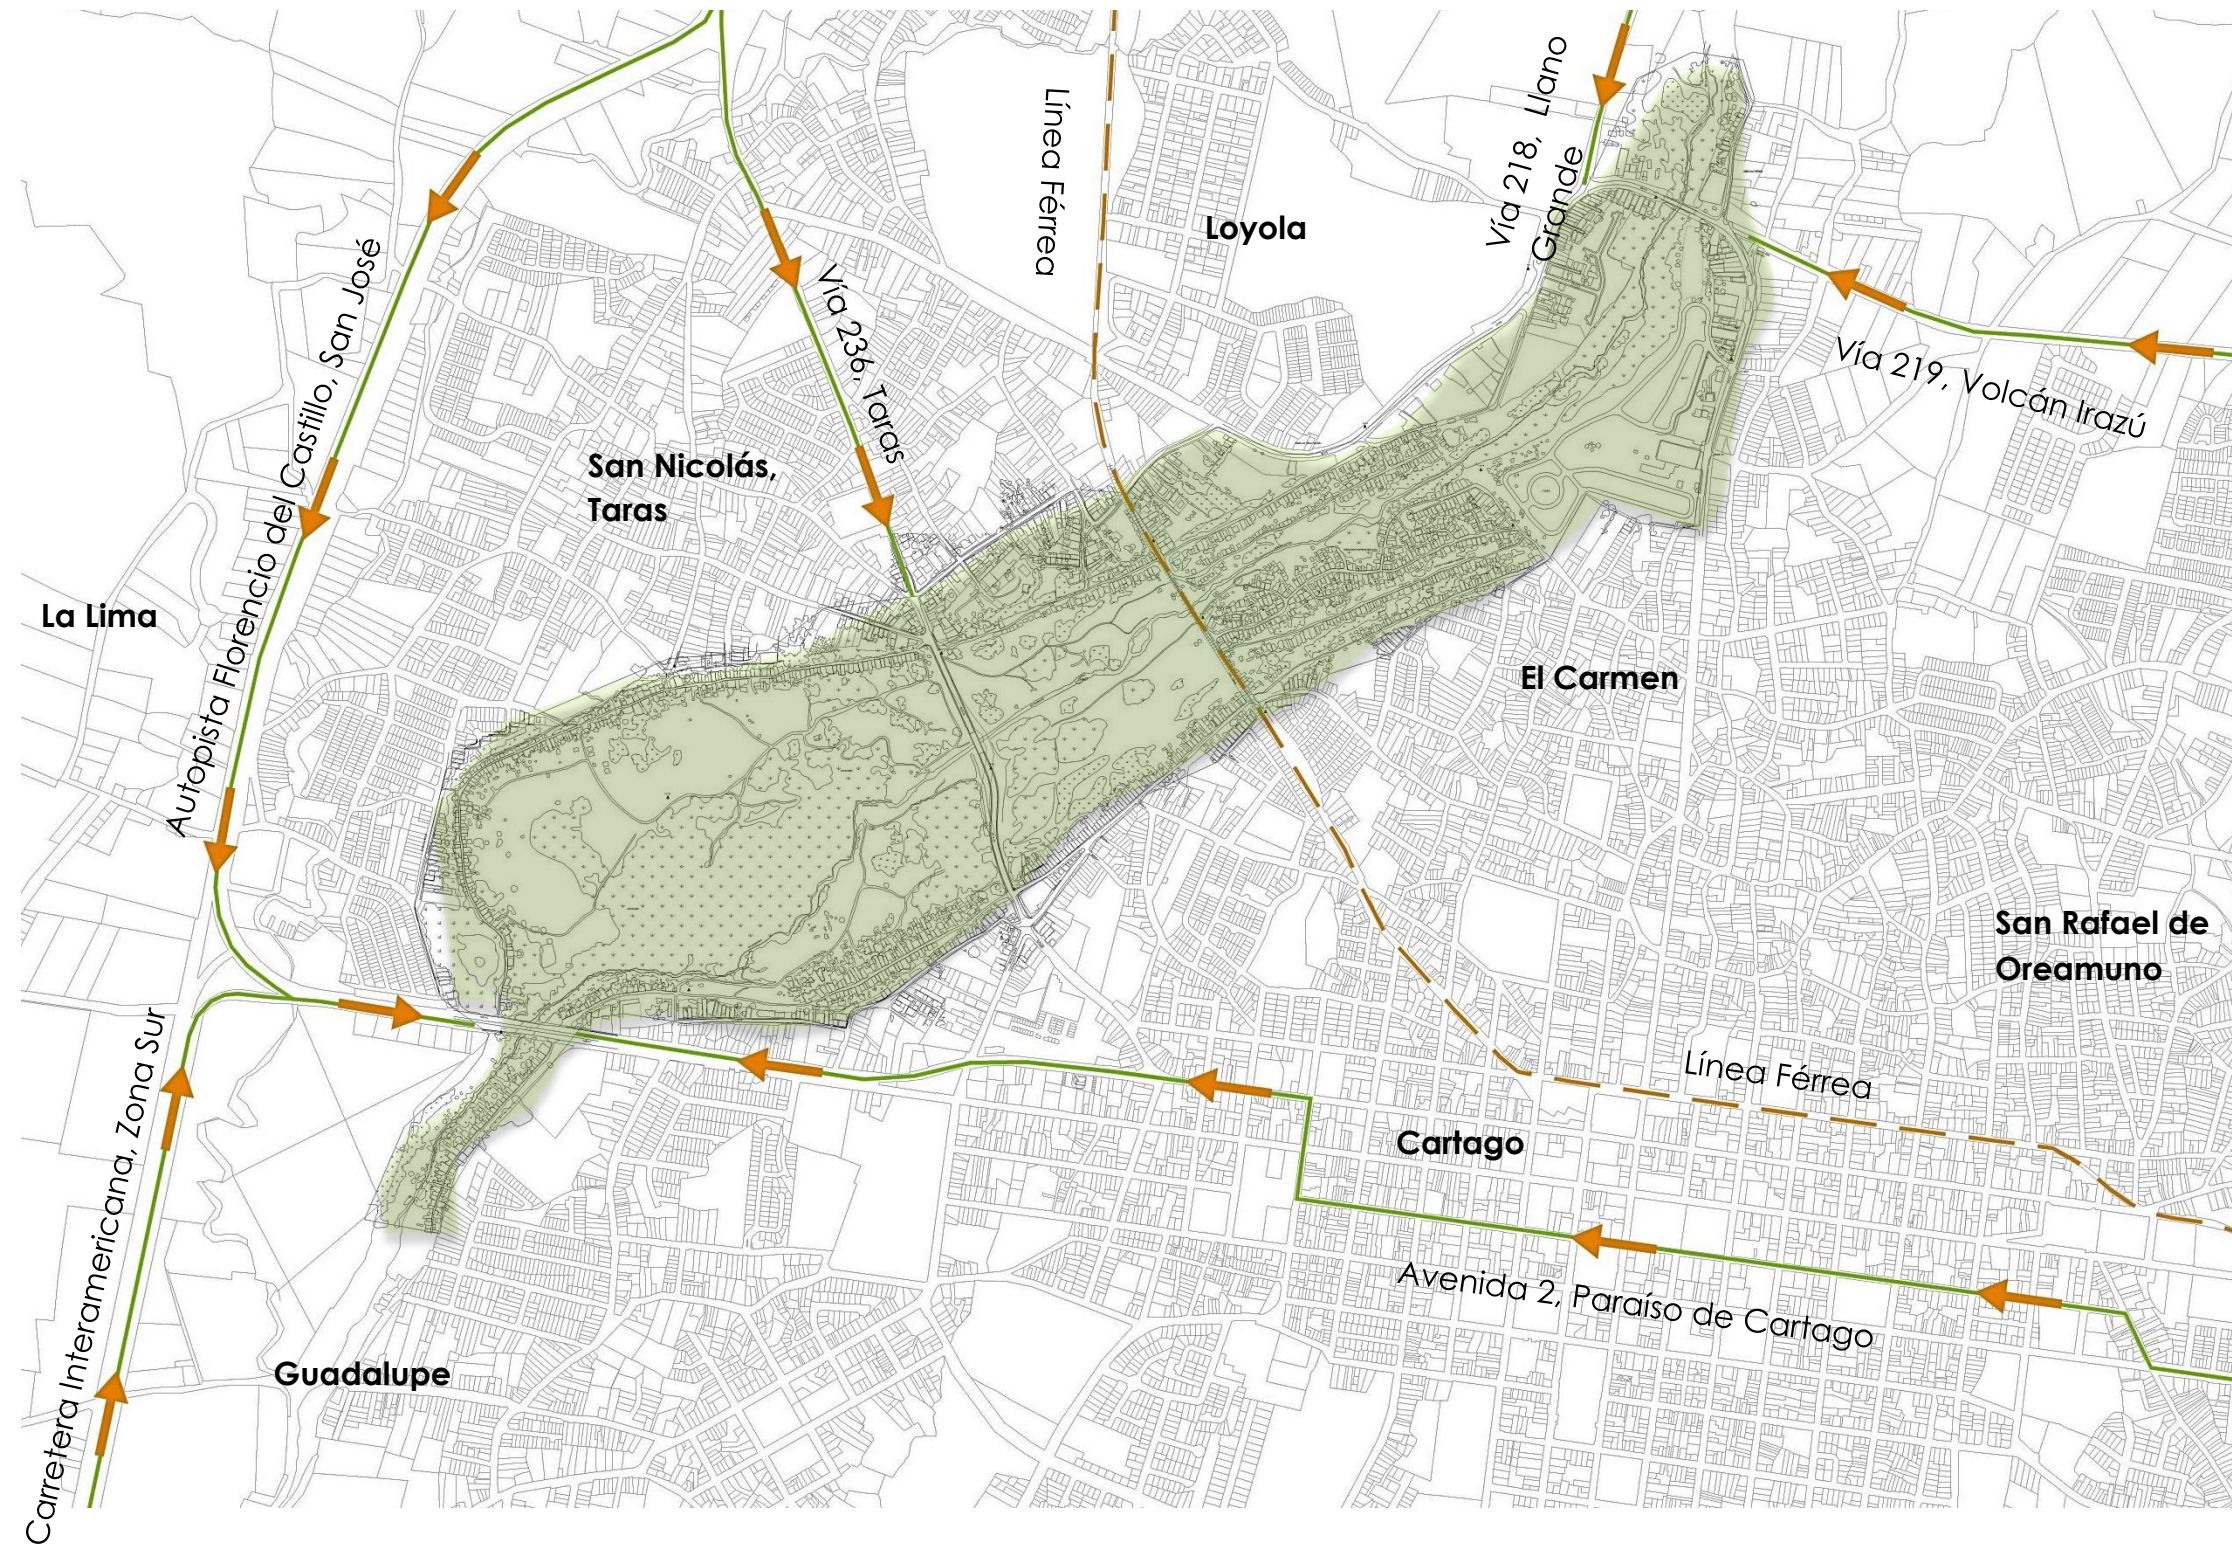 Línea Férrea
Vía 218, Llano
Grande
Loyola
Autopista Florencio del Castillo, San José
Vía 236, Taras
Vía 219, Volcán Irazú
San Nicolás,
Taras
La Lima
El Carmen
San Rafael de
Oreamuno
Carretera Interamericana, Zona Sur
Línea Férrea
Cartago
Avenida 2, Paraíso de Cartago
Guadalupe